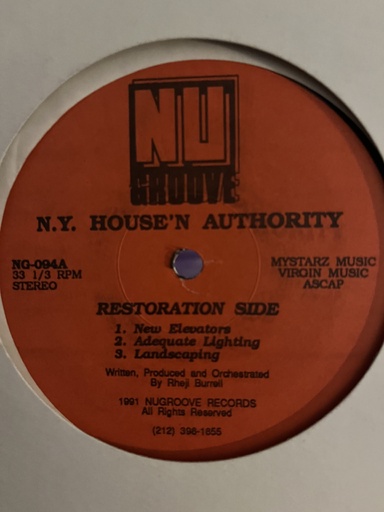 NU
GROOVE
N.Y. HOUSE'N AUTHORITY
NG-094A
33 1/3 RPM
STEREO
MYSTARZ MUSIC
VIRGIN MUSIC
ASCAP
RESTORATION SIDE
1. New Elevators
2. Adequate Lighting
3. Landscaping
Written, Produced and Orchestrated
By Rheji Burrell
1991 NUGROOVE RECORDS
All Rights Reserved
(212) 398-1655